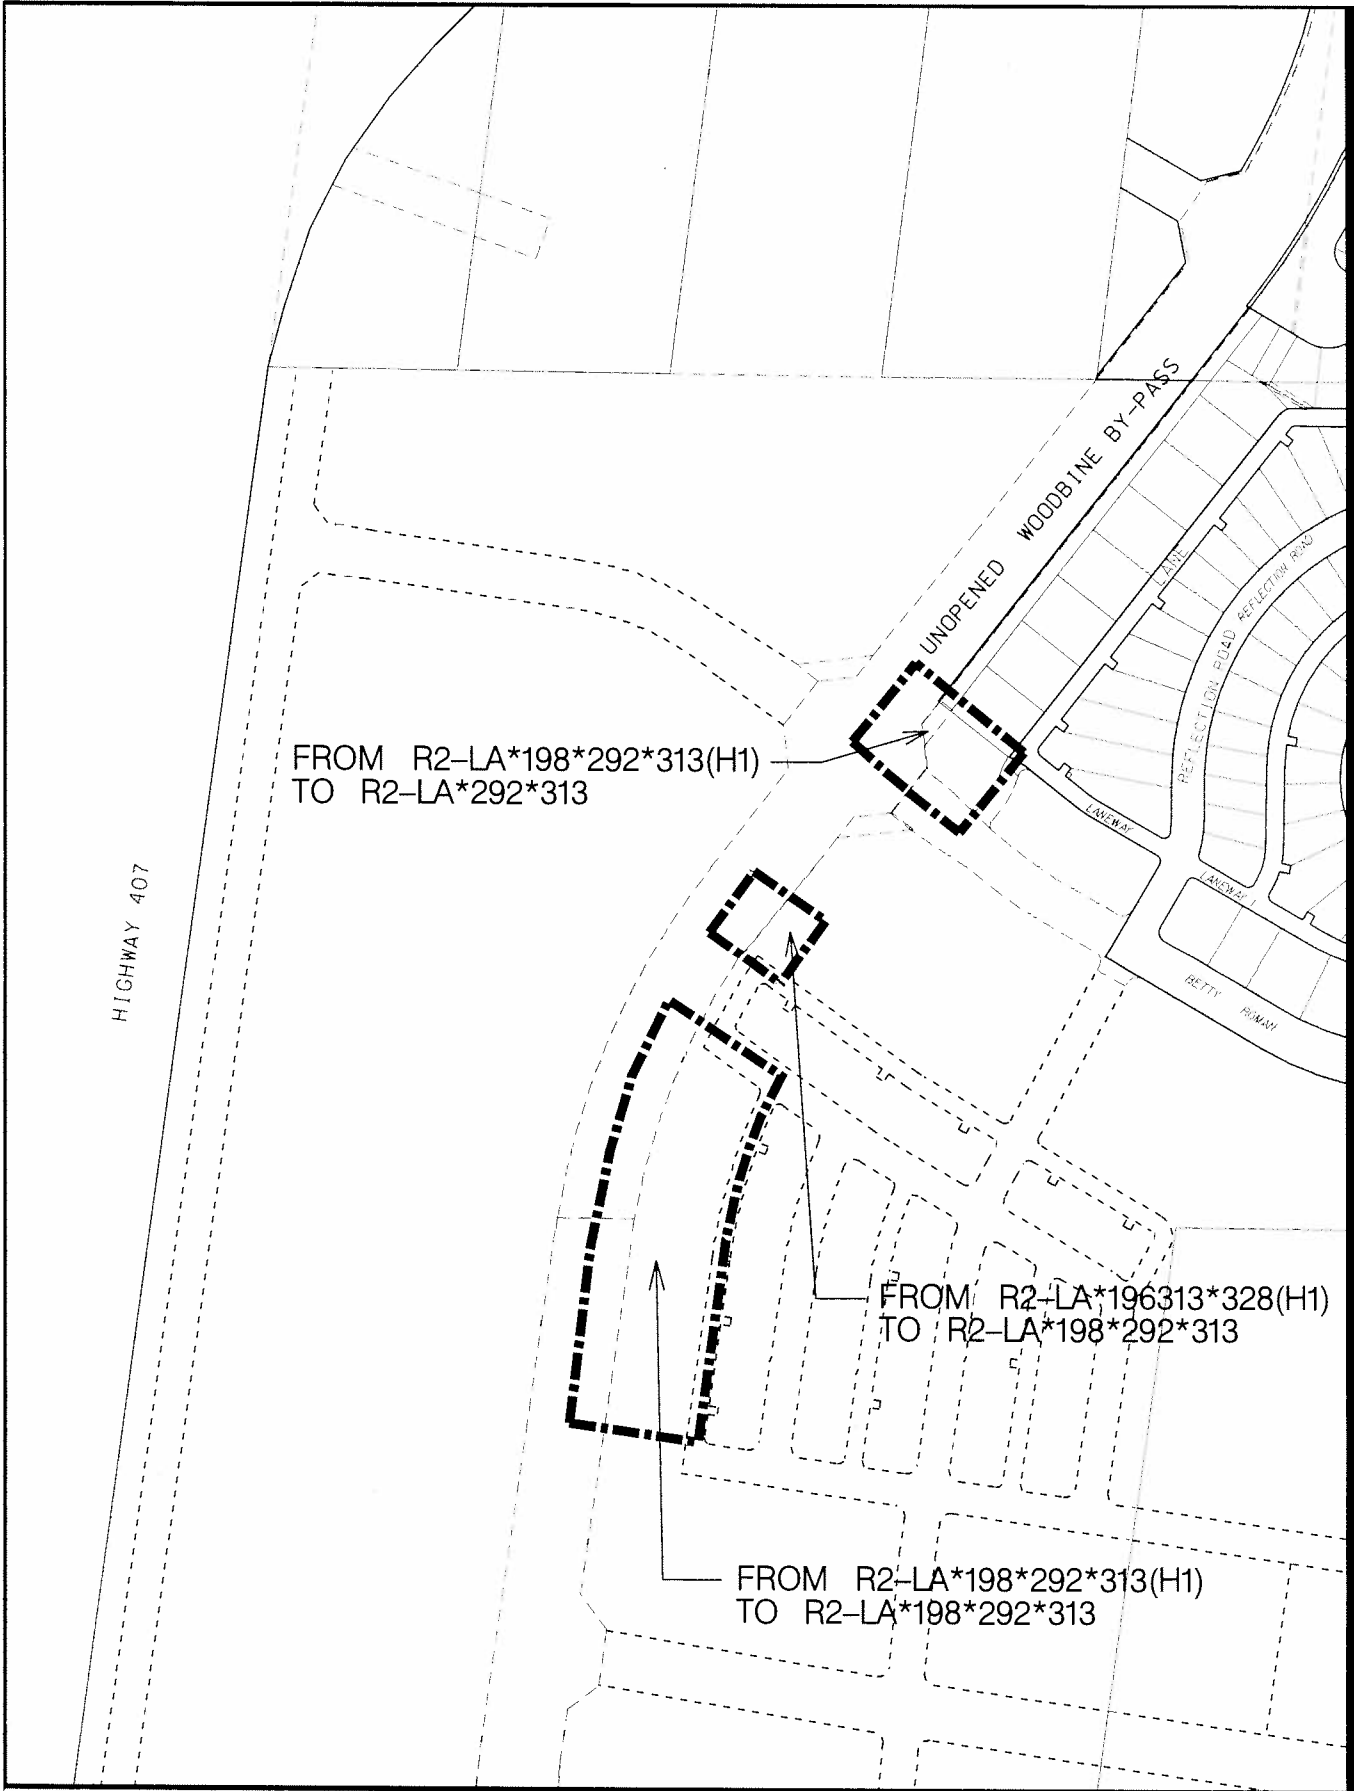 UNOPENED WOODBINE BY-PASS
LANE
REFLECTION ROAD
REFLECTION ROAD
FROM R2-LA*198*292*313(H1)
TO R2-LA*292*313
LANEWAY
LANEWAY 1
HIGHWAY 407
BETTY ROMAN
FROM R2-LA*196313*328(H1)
TO R2-LA*198*292*313
FROM R2-LA*198*292*313(H1)
TO R2-LA*198*292*313